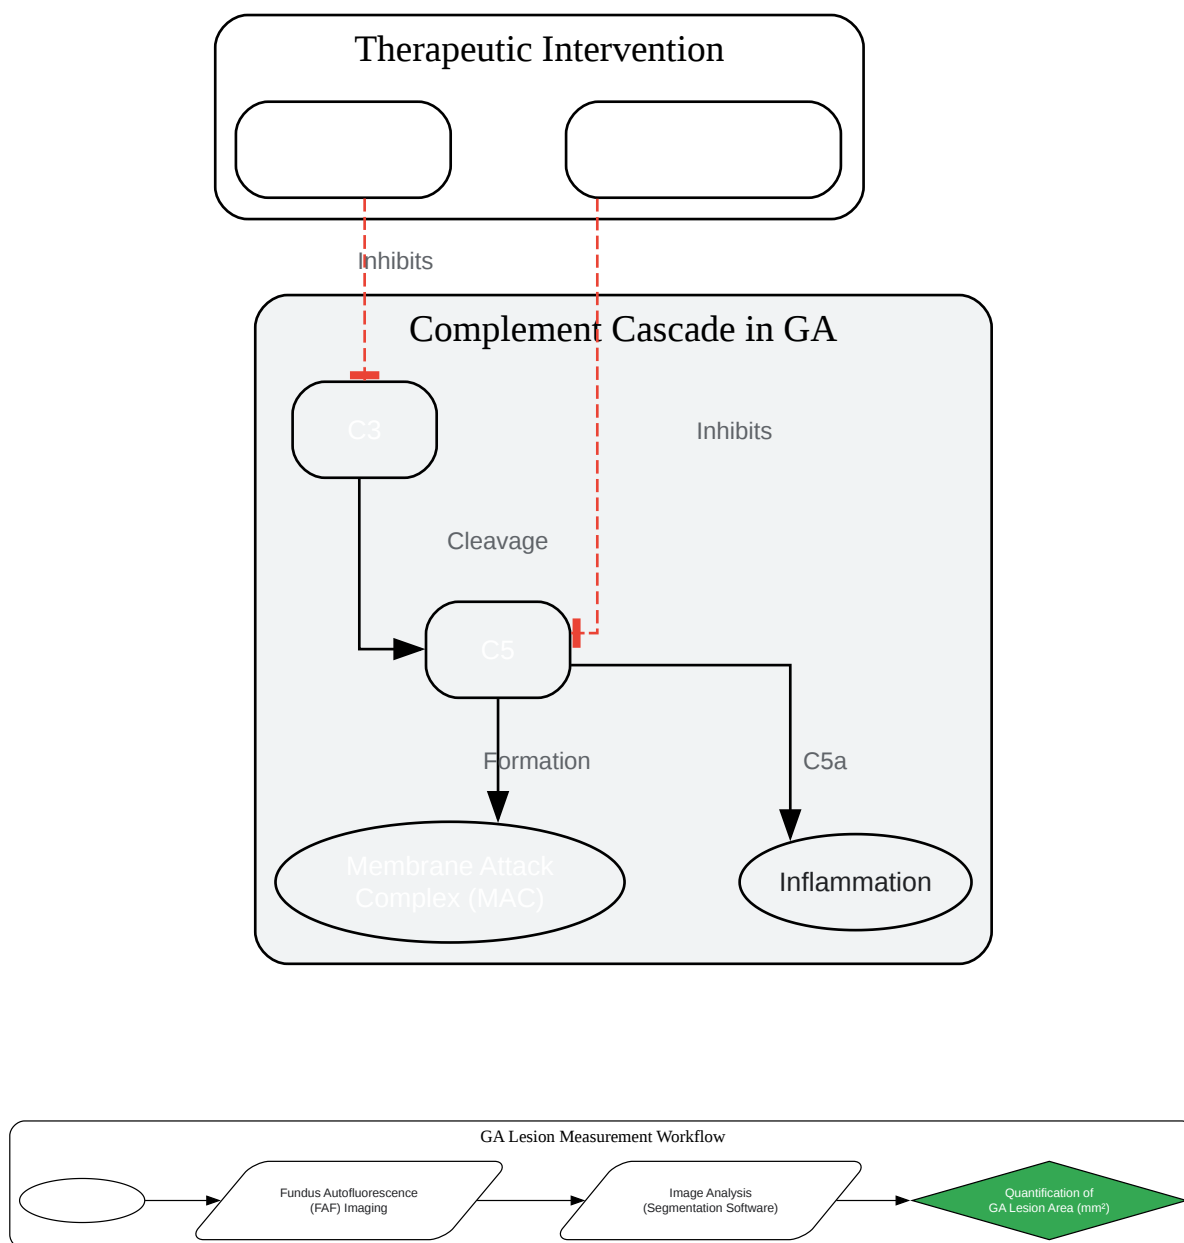 Therapeutic Intervention
Inhibits
Complement Cascade in GA
C3
Inhibits
Cleavage
C5
Formation
C5a
Membrane Attack
Complex (MAC)
Inflammation
GA Lesion Measurement Workflow
Fundus Autofluorescence
(FAF) Imaging
Image Analysis
(Segmentation Software)
Quantification of
GA Lesion Area (mm²)